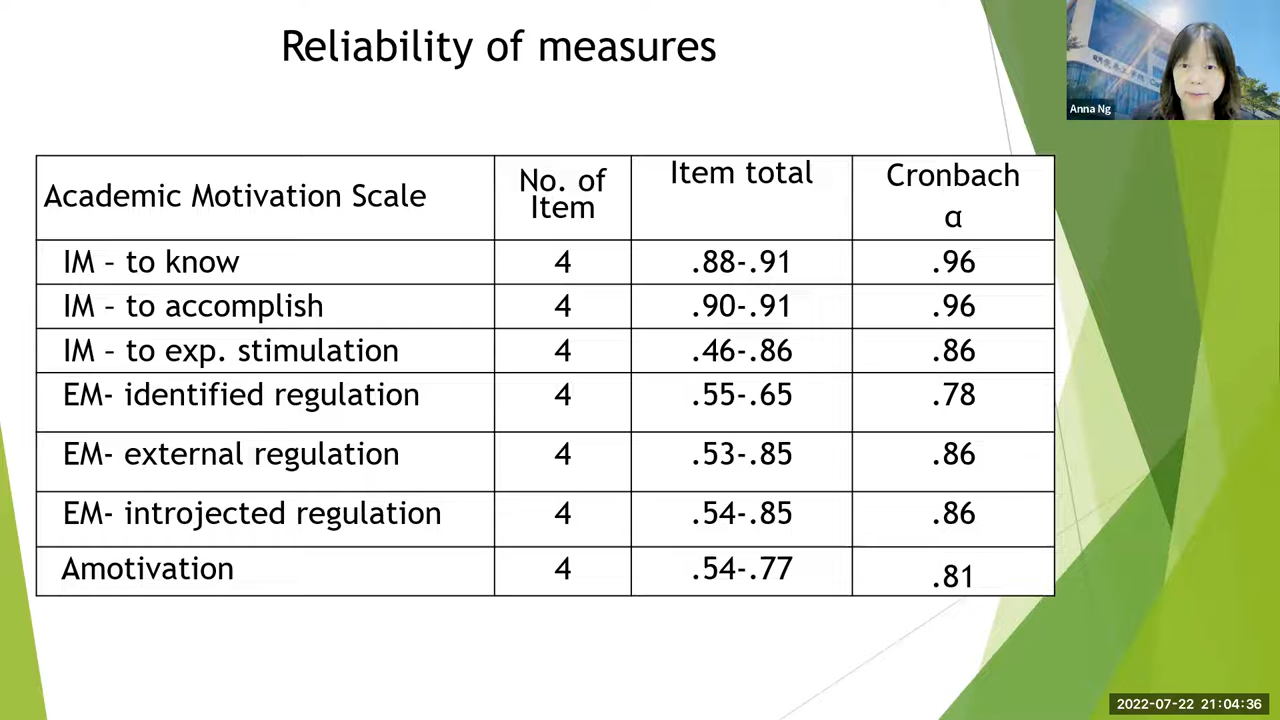 Reliability of measures
Anna Ng
Academic Motivation Scale No. of Item Item total Cronbach α
IM – to know 4 .88-.91 .96
IM – to accomplish 4 .90-.91 .96
IM – to exp. stimulation 4 .46-.86 .86
EM- identified regulation 4 .55-.65 .78
EM- external regulation 4 .53-.85 .86
EM- introjected regulation 4 .54-.85 .86
Amotivation 4 .54-.77 .81
2022-07-22 21:04:36